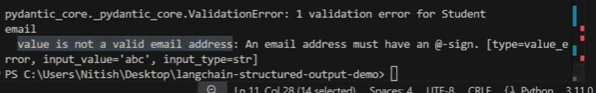 pydantic_core._pydantic_core.ValidationError: 1 validation error for Student
email
value is not a valid email address: An email address must have an @-sign. [type=value_e
rror, input_value='abc', input_type=str]
PS C:\Users\Nitish\Desktop\langchain-structured-output-demo>
Ln 11, Col 28 (14 selected) Spaces: 4 UTF-8 CRLF {} Python 3.11.0